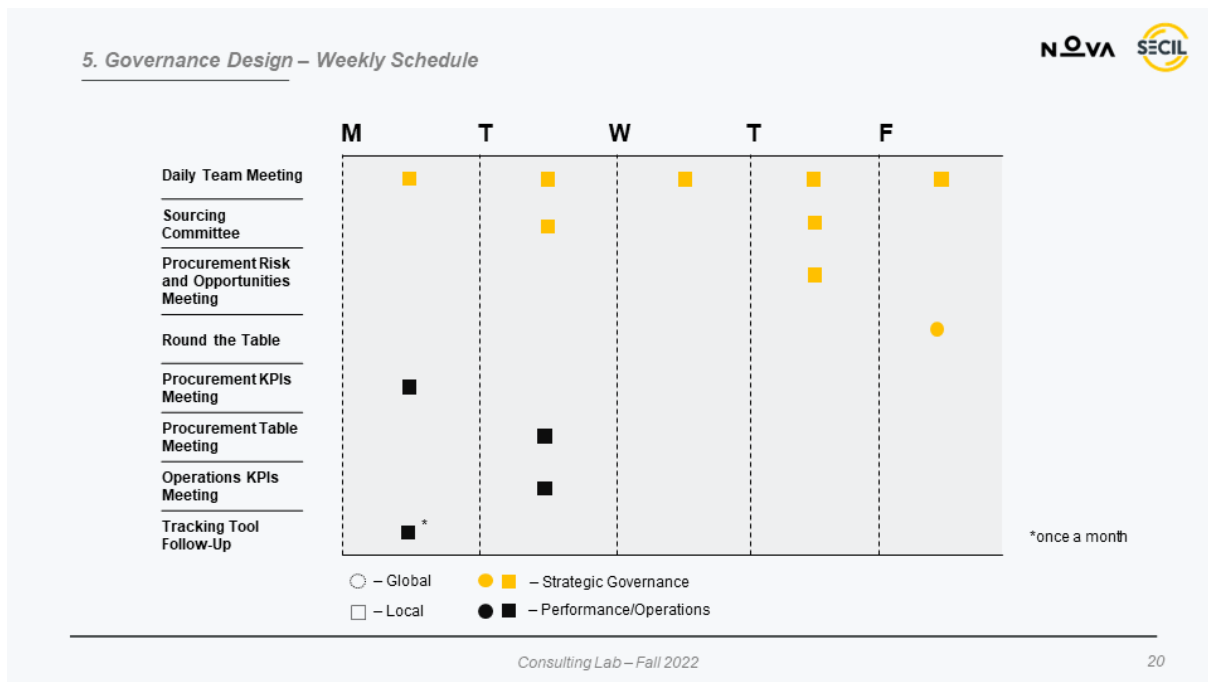 5. Governance Design – Weekly Schedule
NOVA
SECIL
M T W T F
Daily Team Meeting
Sourcing
Committee
Procurement Risk
and Opportunities
Meeting
Round the Table
Procurement KPIs
Meeting
Procurement Table
Meeting
Operations KPIs
Meeting
Tracking Tool
Follow-Up
*
*once a month
– Global
– Strategic Governance
– Local
– Performance/Operations
Consulting Lab – Fall 2022
20